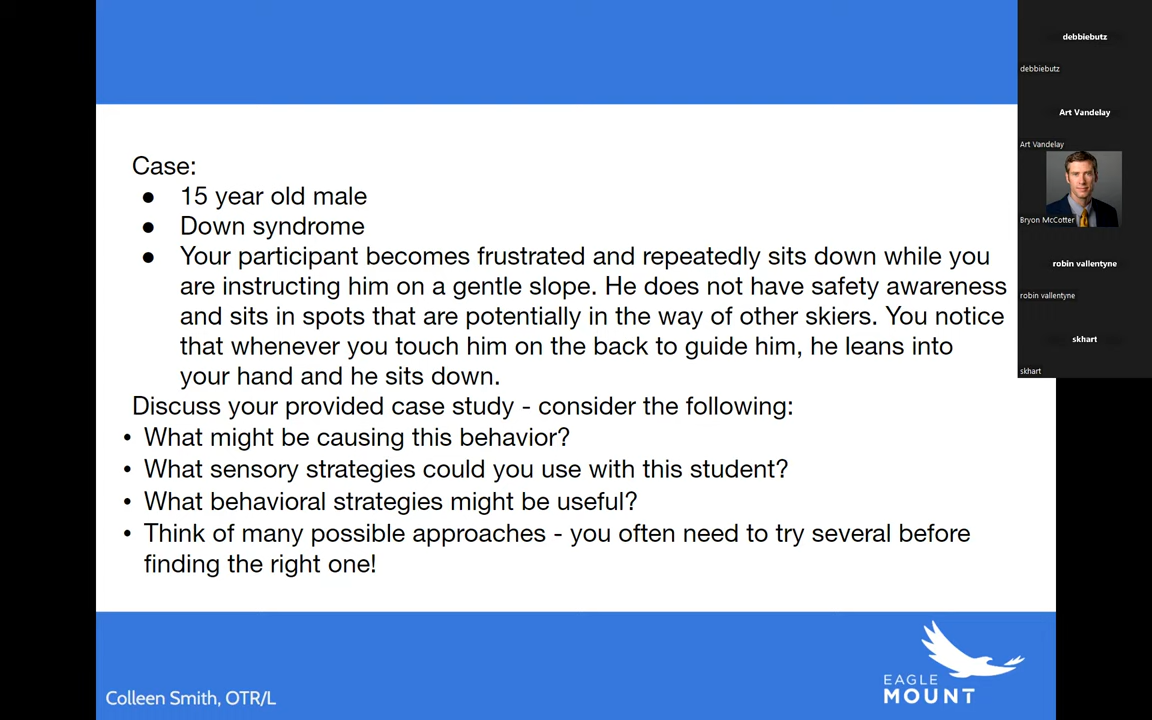 Case:
● 15 year old male
● Down syndrome
● Your participant becomes frustrated and repeatedly sits down while you
are instructing him on a gentle slope. He does not have safety awareness
and sits in spots that are potentially in the way of other skiers. You notice
that whenever you touch him on the back to guide him, he leans into
your hand and he sits down.
Discuss your provided case study - consider the following:
• What might be causing this behavior?
• What sensory strategies could you use with this student?
• What behavioral strategies might be useful?
• Think of many possible approaches - you often need to try several before
finding the right one!
Colleen Smith, OTR/L
EAGLE
MOUNT
debbiebutz
debbiebutz
Art Vandelay
Art Vandelay
Bryon McCotter
robin vallentyne
robin vallentyne
skhart
skhart